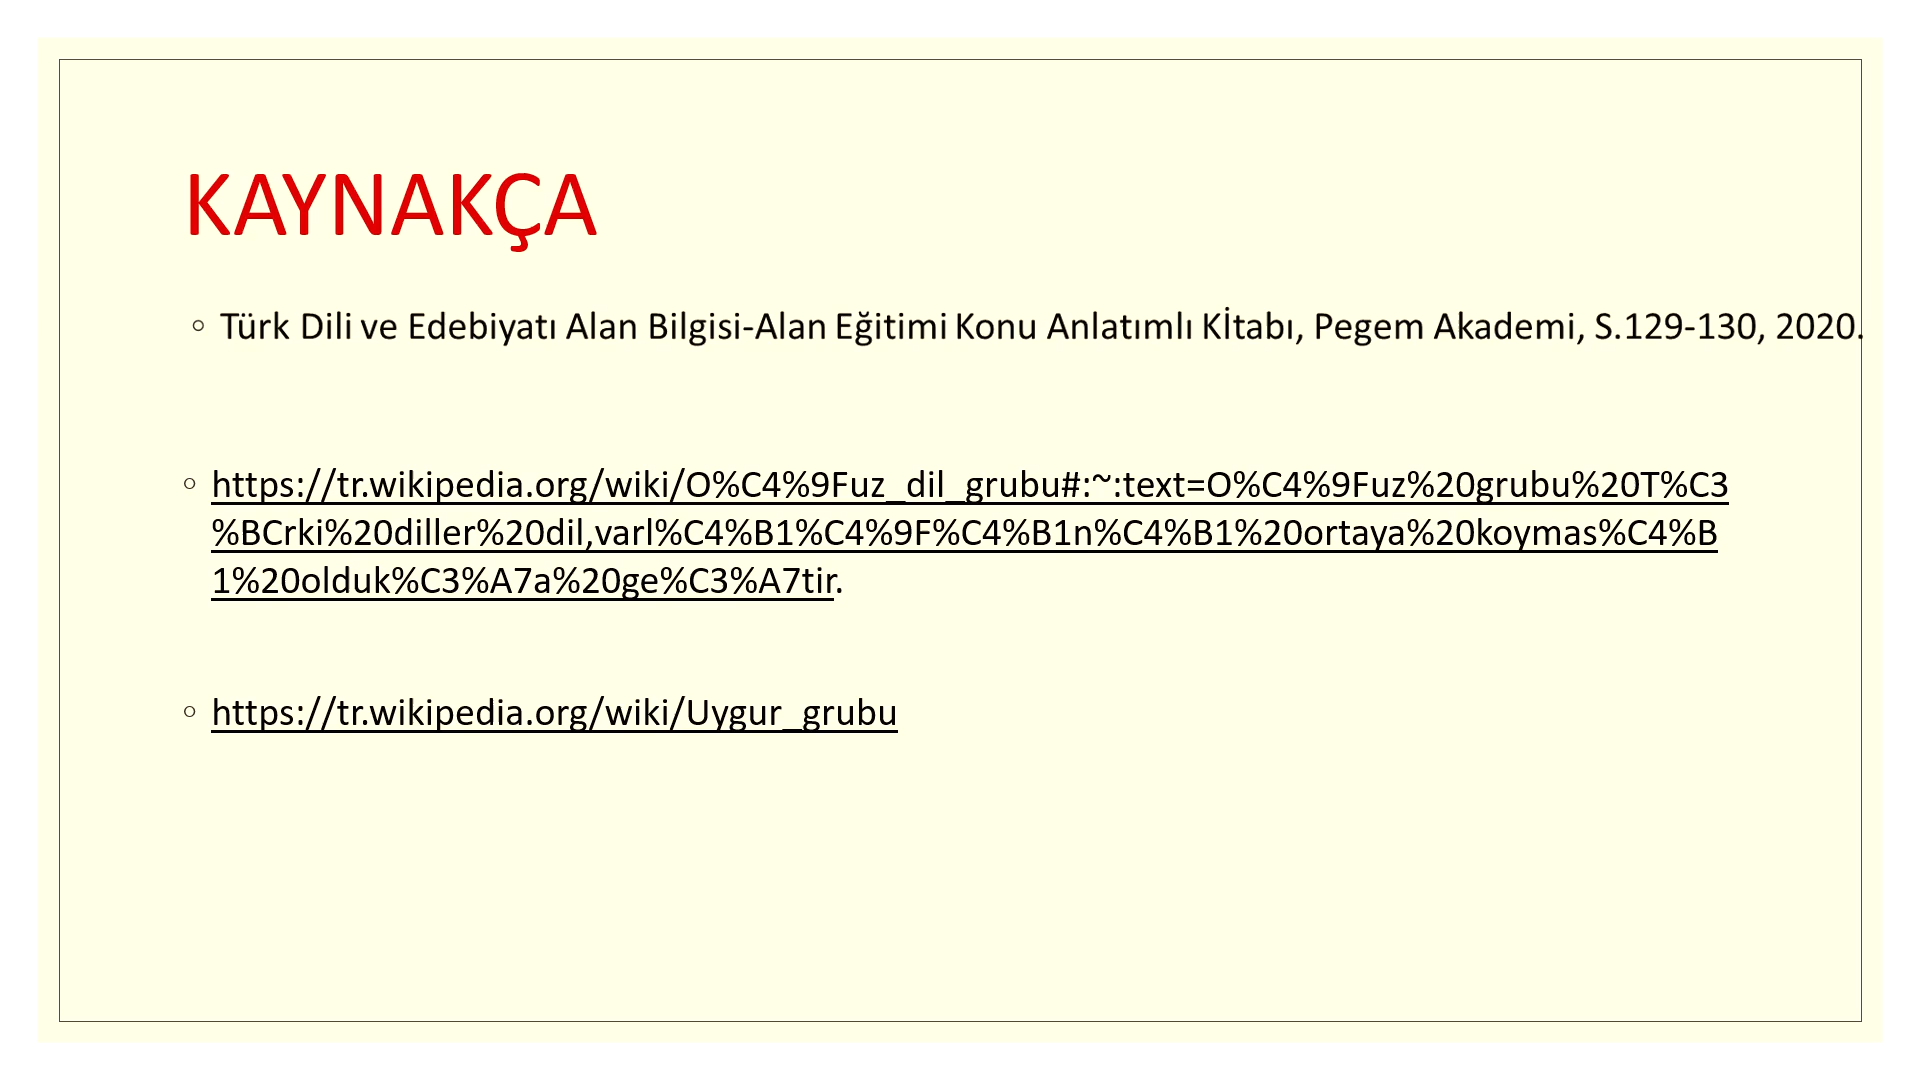 KAYNAKÇA
◦ Türk Dili ve Edebiyatı Alan Bilgisi-Alan Eğitimi Konu Anlatımlı Kİtabı, Pegem Akademi, S.129-130, 2020.
◦ https://tr.wikipedia.org/wiki/O%C4%9Fuz_dil_grubu#:~:text=O%C4%9Fuz%20grubu%20T%C3
%BCrki%20diller%20dil,varl%C4%B1%C4%9F%C4%B1n%C4%B1%20ortaya%20koymas%C4%B
1%20olduk%C3%A7a%20ge%C3%A7tir.
◦ https://tr.wikipedia.org/wiki/Uygur_grubu